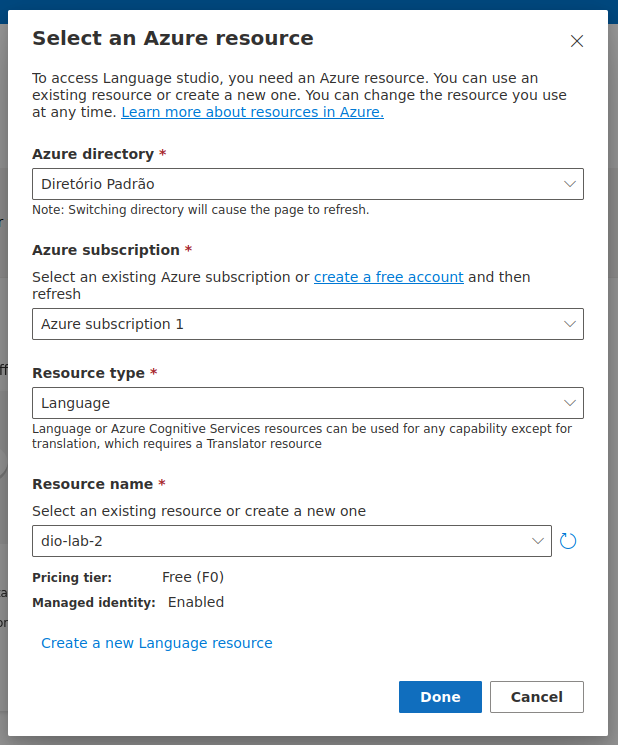 Select an Azure resource
To access Language studio, you need an Azure resource. You can use an
existing resource or create a new one. You can change the resource you use
at any time. Learn more about resources in Azure.
Azure directory *
Diretório Padrão
Note: Switching directory will cause the page to refresh.
Azure subscription *
Select an existing Azure subscription or create a free account and then
refresh
Azure subscription 1
Resource type *
Language
Language or Azure Cognitive Services resources can be used for any capability except for
translation, which requires a Translator resource
Resource name *
Select an existing resource or create a new one
dio-lab-2
Pricing tier: Free (F0)
Managed identity: Enabled
Create a new Language resource
Done Cancel